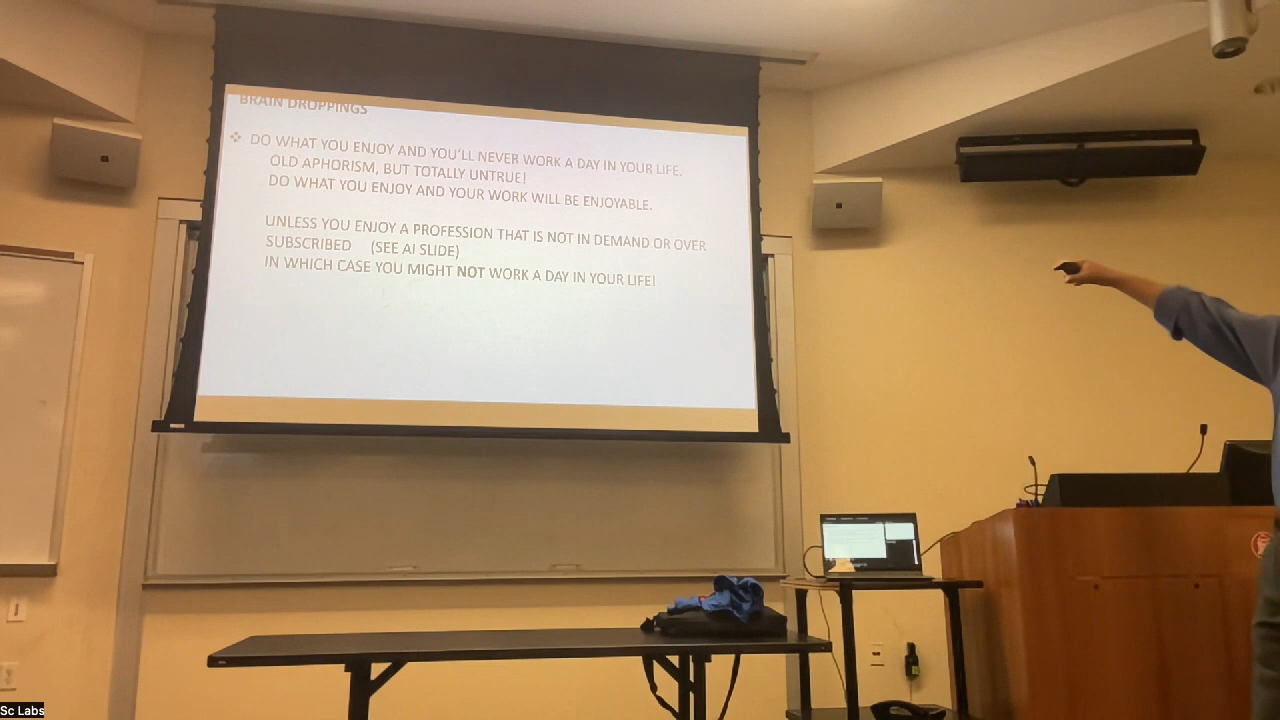 BRAIN DROPPINGS
❖ DO WHAT YOU ENJOY AND YOU'LL NEVER WORK A DAY IN YOUR LIFE.
OLD APHORISM, BUT TOTALLY UNTRUE!
DO WHAT YOU ENJOY AND YOUR WORK WILL BE ENJOYABLE.
UNLESS YOU ENJOY A PROFESSION THAT IS NOT IN DEMAND OR OVER
SUBSCRIBED (SEE AI SLIDE)
IN WHICH CASE YOU MIGHT NOT WORK A DAY IN YOUR LIFE!
Sc Labs